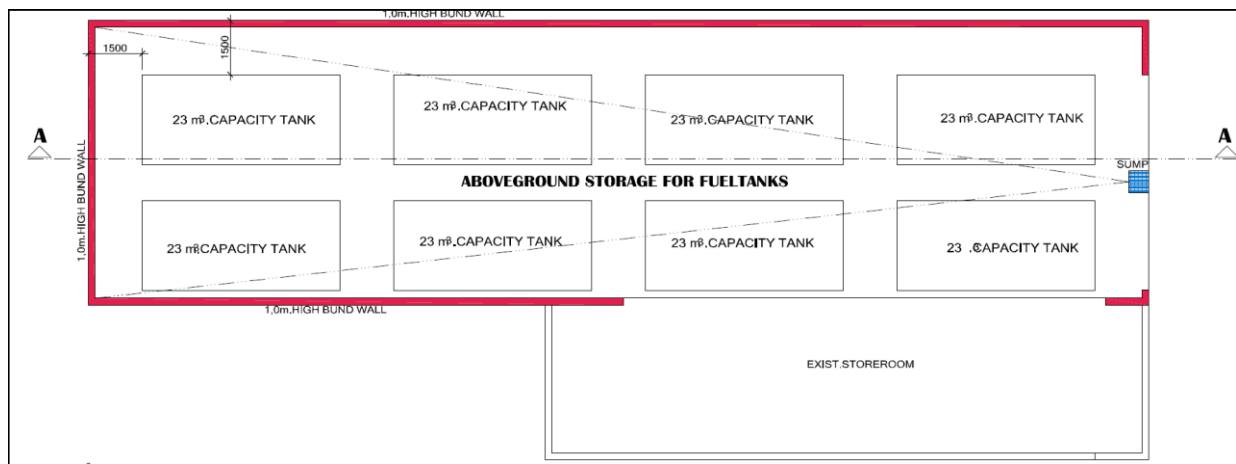 1,0m.HIGH BUND WALL
1500
1500
23 m³.CAPACITY TANK
23 m³.CAPACITY TANK
23 m³.CAPACITY TANK
23 m³.CAPACITY TANK
A
A
SUMP
1,0m.HIGH BUND WALL
ABOVEGROUND STORAGE FOR FUELTANKS
23 m³.CAPACITY TANK
23 m³.CAPACITY TANK
23 m³.CAPACITY TANK
23 .CAPACITY TANK
1,0m.HIGH BUND WALL
EXIST.STOREROOM